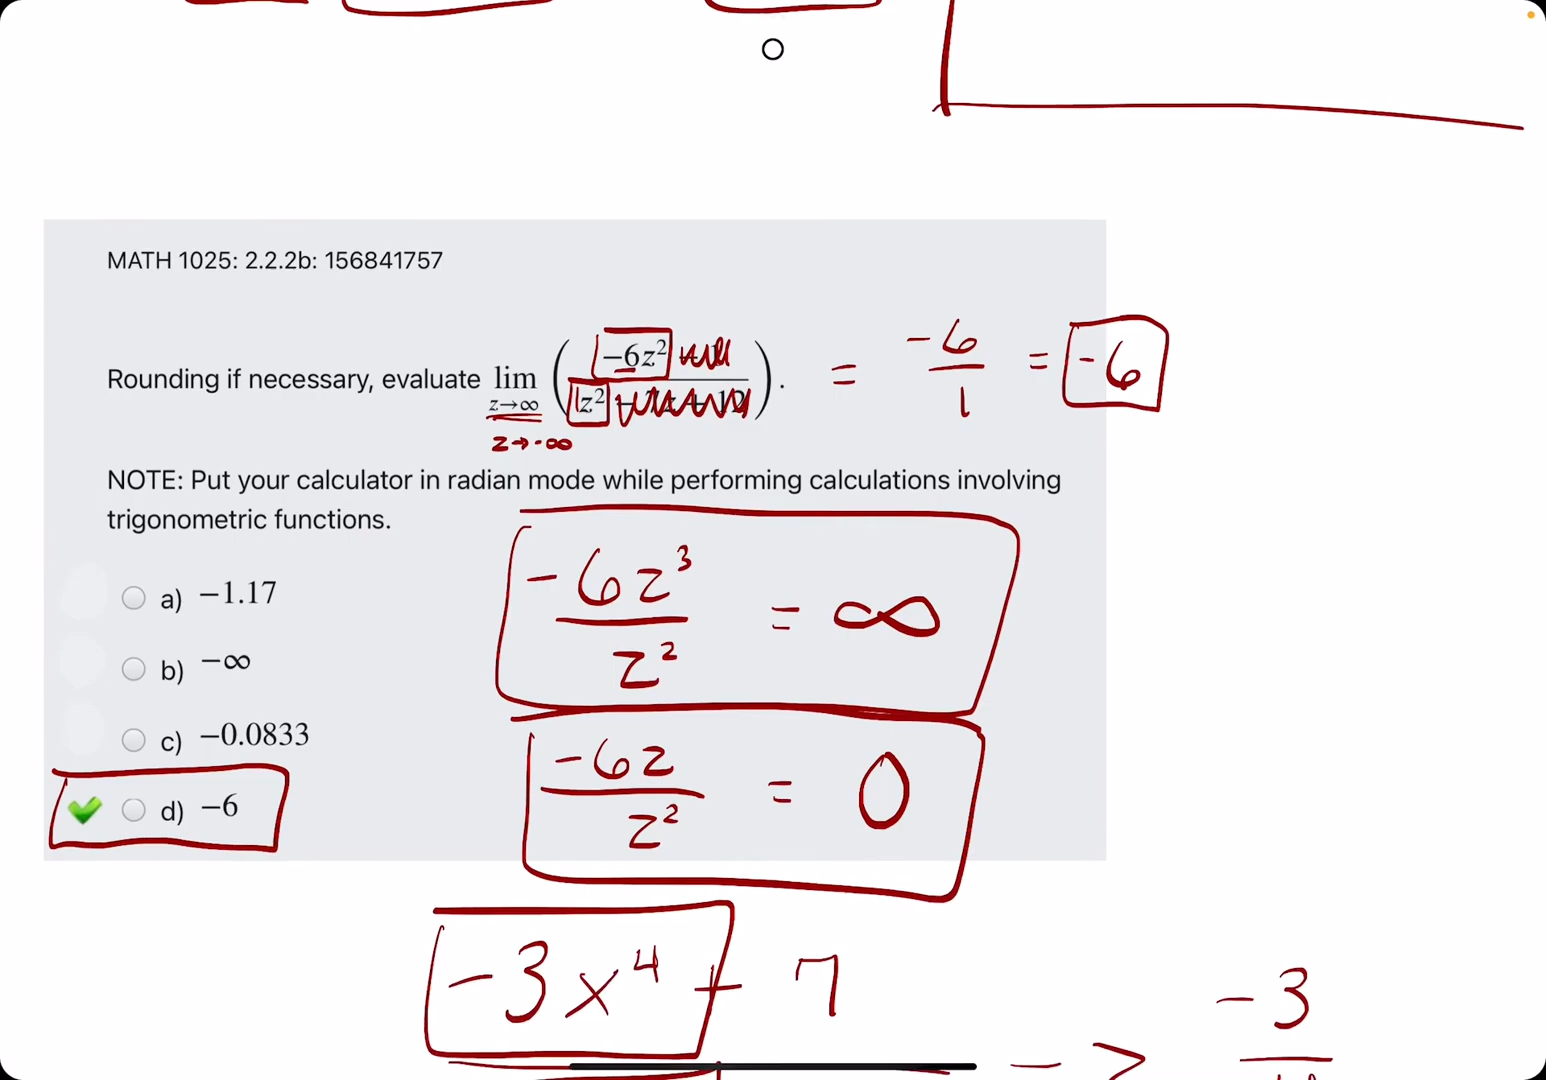 MATH 1025: 2.2.2b: 156841757
Rounding if necessary, evaluate lim z→∞ (−6z² / 1z² + 12). = -6/1 = -6
z→-∞
NOTE: Put your calculator in radian mode while performing calculations involving
trigonometric functions.
-6z³/z² = ∞
a) −1.17
b) −∞
c) −0.0833
-6z/z² = 0
d) −6
-3x⁴ + 7 -> -3